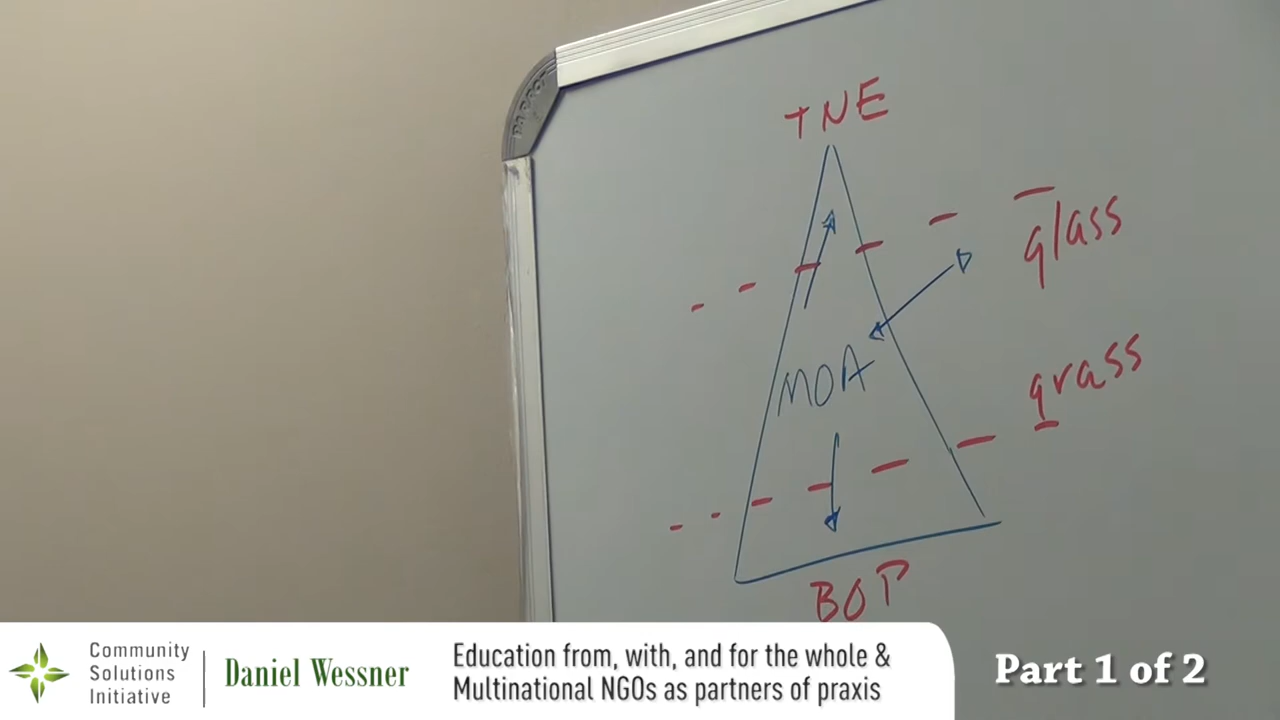 TNE
glass
MOA
grass
BOP
Community
Solutions
Initiative
Daniel Wessner
Education from, with, and for the whole &
Multinational NGOs as partners of praxis
Part 1 of 2